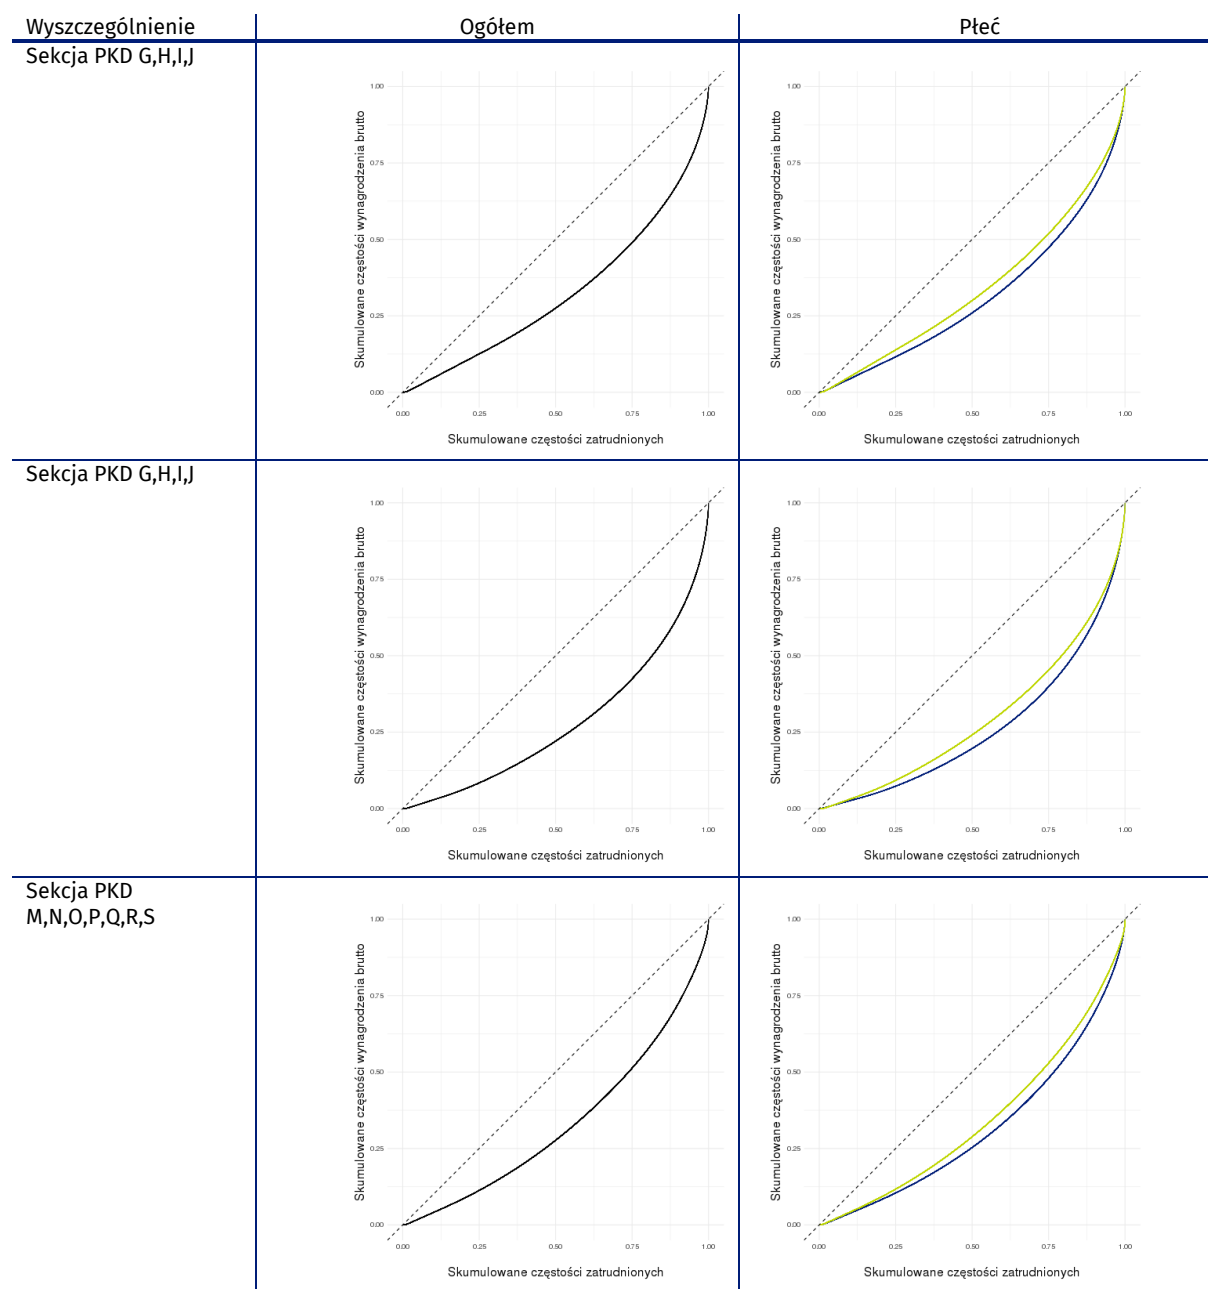 Wyszczególnienie Ogółem Płeć
Sekcja PKD G,H,I,J
Skumulowane częstości wynagrodzenia brutto
1.00
0.75
0.50
0.25
0.00
0.00 0.25 0.50 0.75 1.00
Skumulowane częstości zatrudnionych
Skumulowane częstości wynagrodzenia brutto
1.00
0.75
0.50
0.25
0.00
0.00 0.25 0.50 0.75 1.00
Skumulowane częstości zatrudnionych
Sekcja PKD G,H,I,J
Skumulowane częstości wynagrodzenia brutto
1.00
0.75
0.50
0.25
0.00
0.00 0.25 0.50 0.75 1.00
Skumulowane częstości zatrudnionych
Skumulowane częstości wynagrodzenia brutto
1.00
0.75
0.50
0.25
0.00
0.00 0.25 0.50 0.75 1.00
Skumulowane częstości zatrudnionych
Sekcja PKD
M,N,O,P,Q,R,S
Skumulowane częstości wynagrodzenia brutto
1.00
0.75
0.50
0.25
0.00
0.00 0.25 0.50 0.75 1.00
Skumulowane częstości zatrudnionych
Skumulowane częstości wynagrodzenia brutto
1.00
0.75
0.50
0.25
0.00
0.00 0.25 0.50 0.75 1.00
Skumulowane częstości zatrudnionych